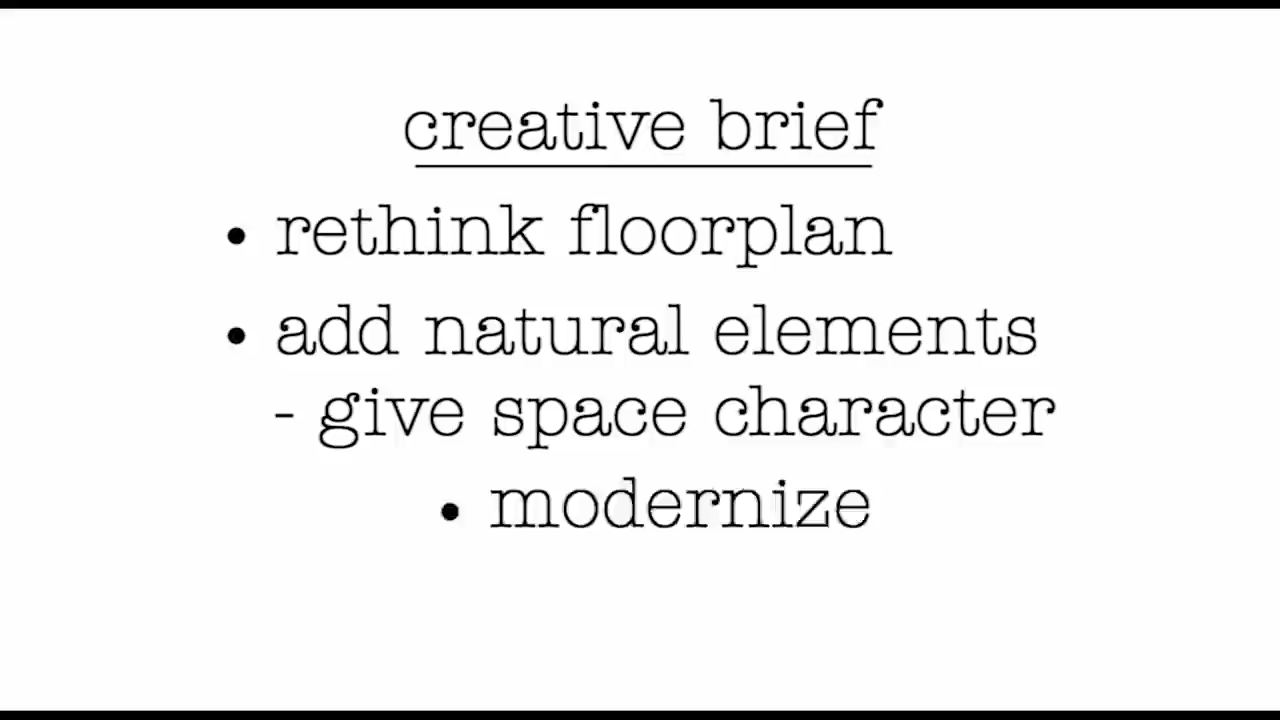 creative brief
• rethink floorplan
• add natural elements
- give space character
• modernize